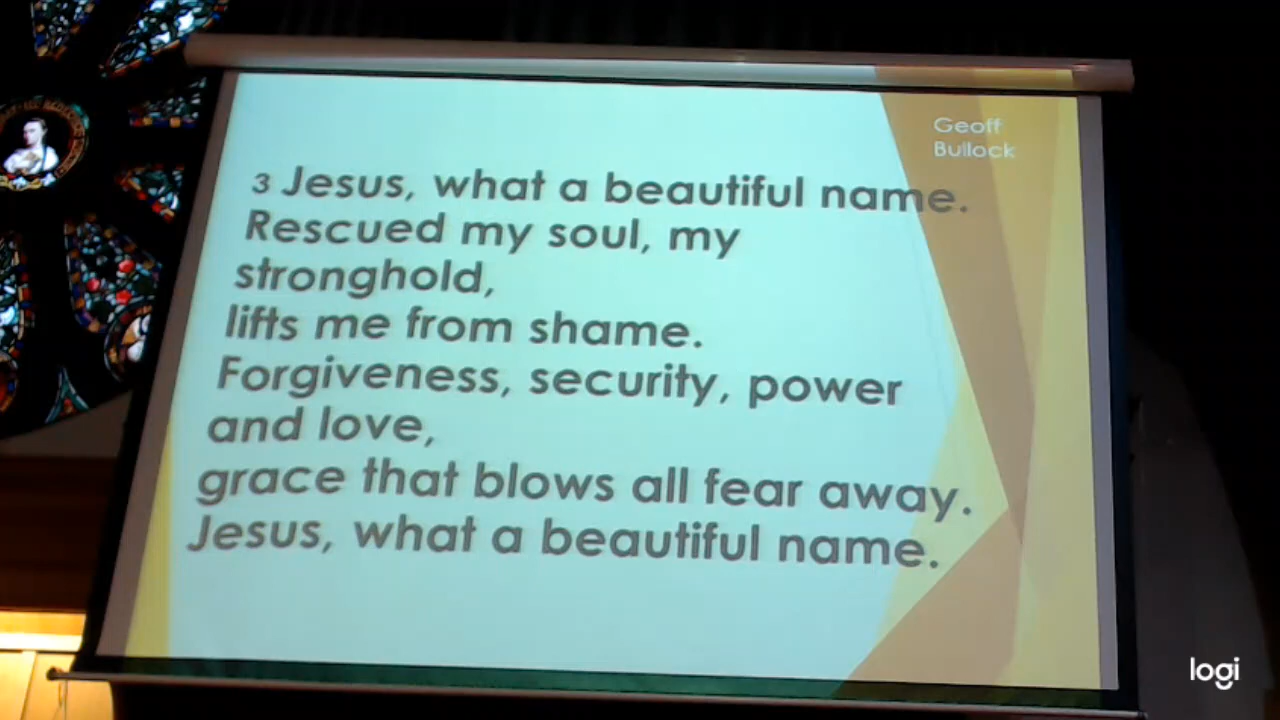 Geoff
Bullock
3 Jesus, what a beautiful name.
Rescued my soul, my
stronghold,
lifts me from shame.
Forgiveness, security, power
and love,
grace that blows all fear away.
Jesus, what a beautiful name.
logi